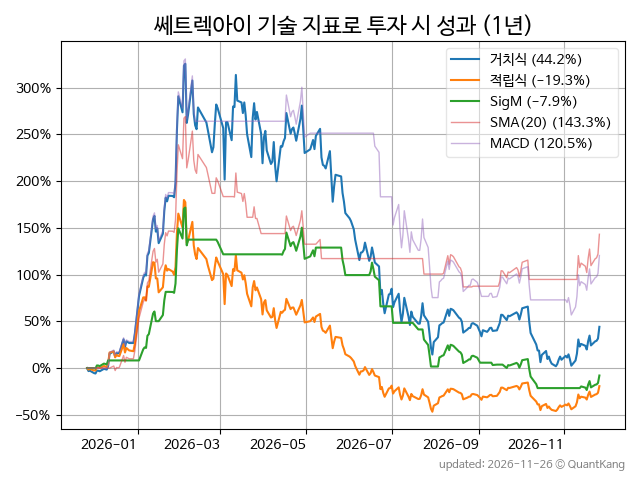 쎄트렉아이 기술 지표로 투자 시 성과 (1년)
거치식 (44.2%)
적립식 (−19.3%)
SigM (−7.9%)
SMA(20) (143.3%)
MACD (120.5%)
300%
250%
200%
150%
100%
50%
0%
−50%
2026-01 2026-03 2026-05 2026-07 2026-09 2026-11
updated: 2026-11-26 © QuantKang